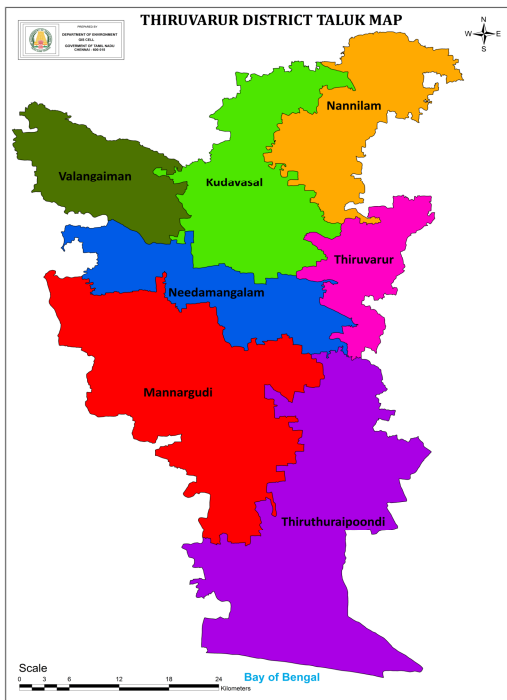 THIRUVARUR DISTRICT TALUK MAP
PREPARED BY
DEPARTMENT OF ENVIRONMENT
GIS CELL
GOVERNMENT OF TAMIL NADU
CHENNAI - 600 015
N
W E
S
Nannilam
Valangaiman
Kudavasal
Thiruvarur
Needamangalam
Mannargudi
Thiruthuraipoondi
Scale
0 3 6 12 18 24
Kilometers
Bay of Bengal